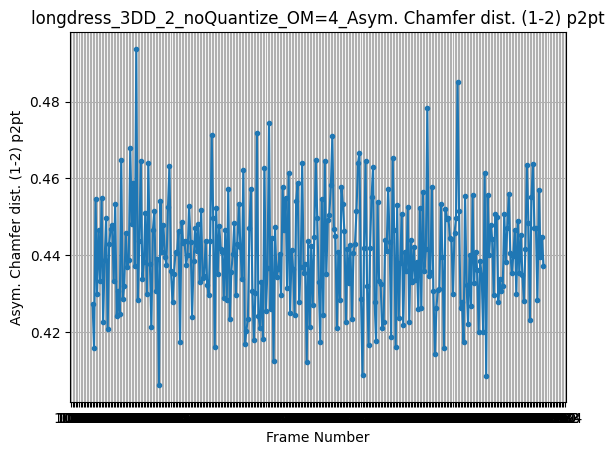 longdress_3DD_2_noQuantize_OM=4_Asym. Chamfer dist. (1-2) p2pt
Asym. Chamfer dist. (1-2) p2pt
0.48
0.46
0.44
0.42
Frame Number